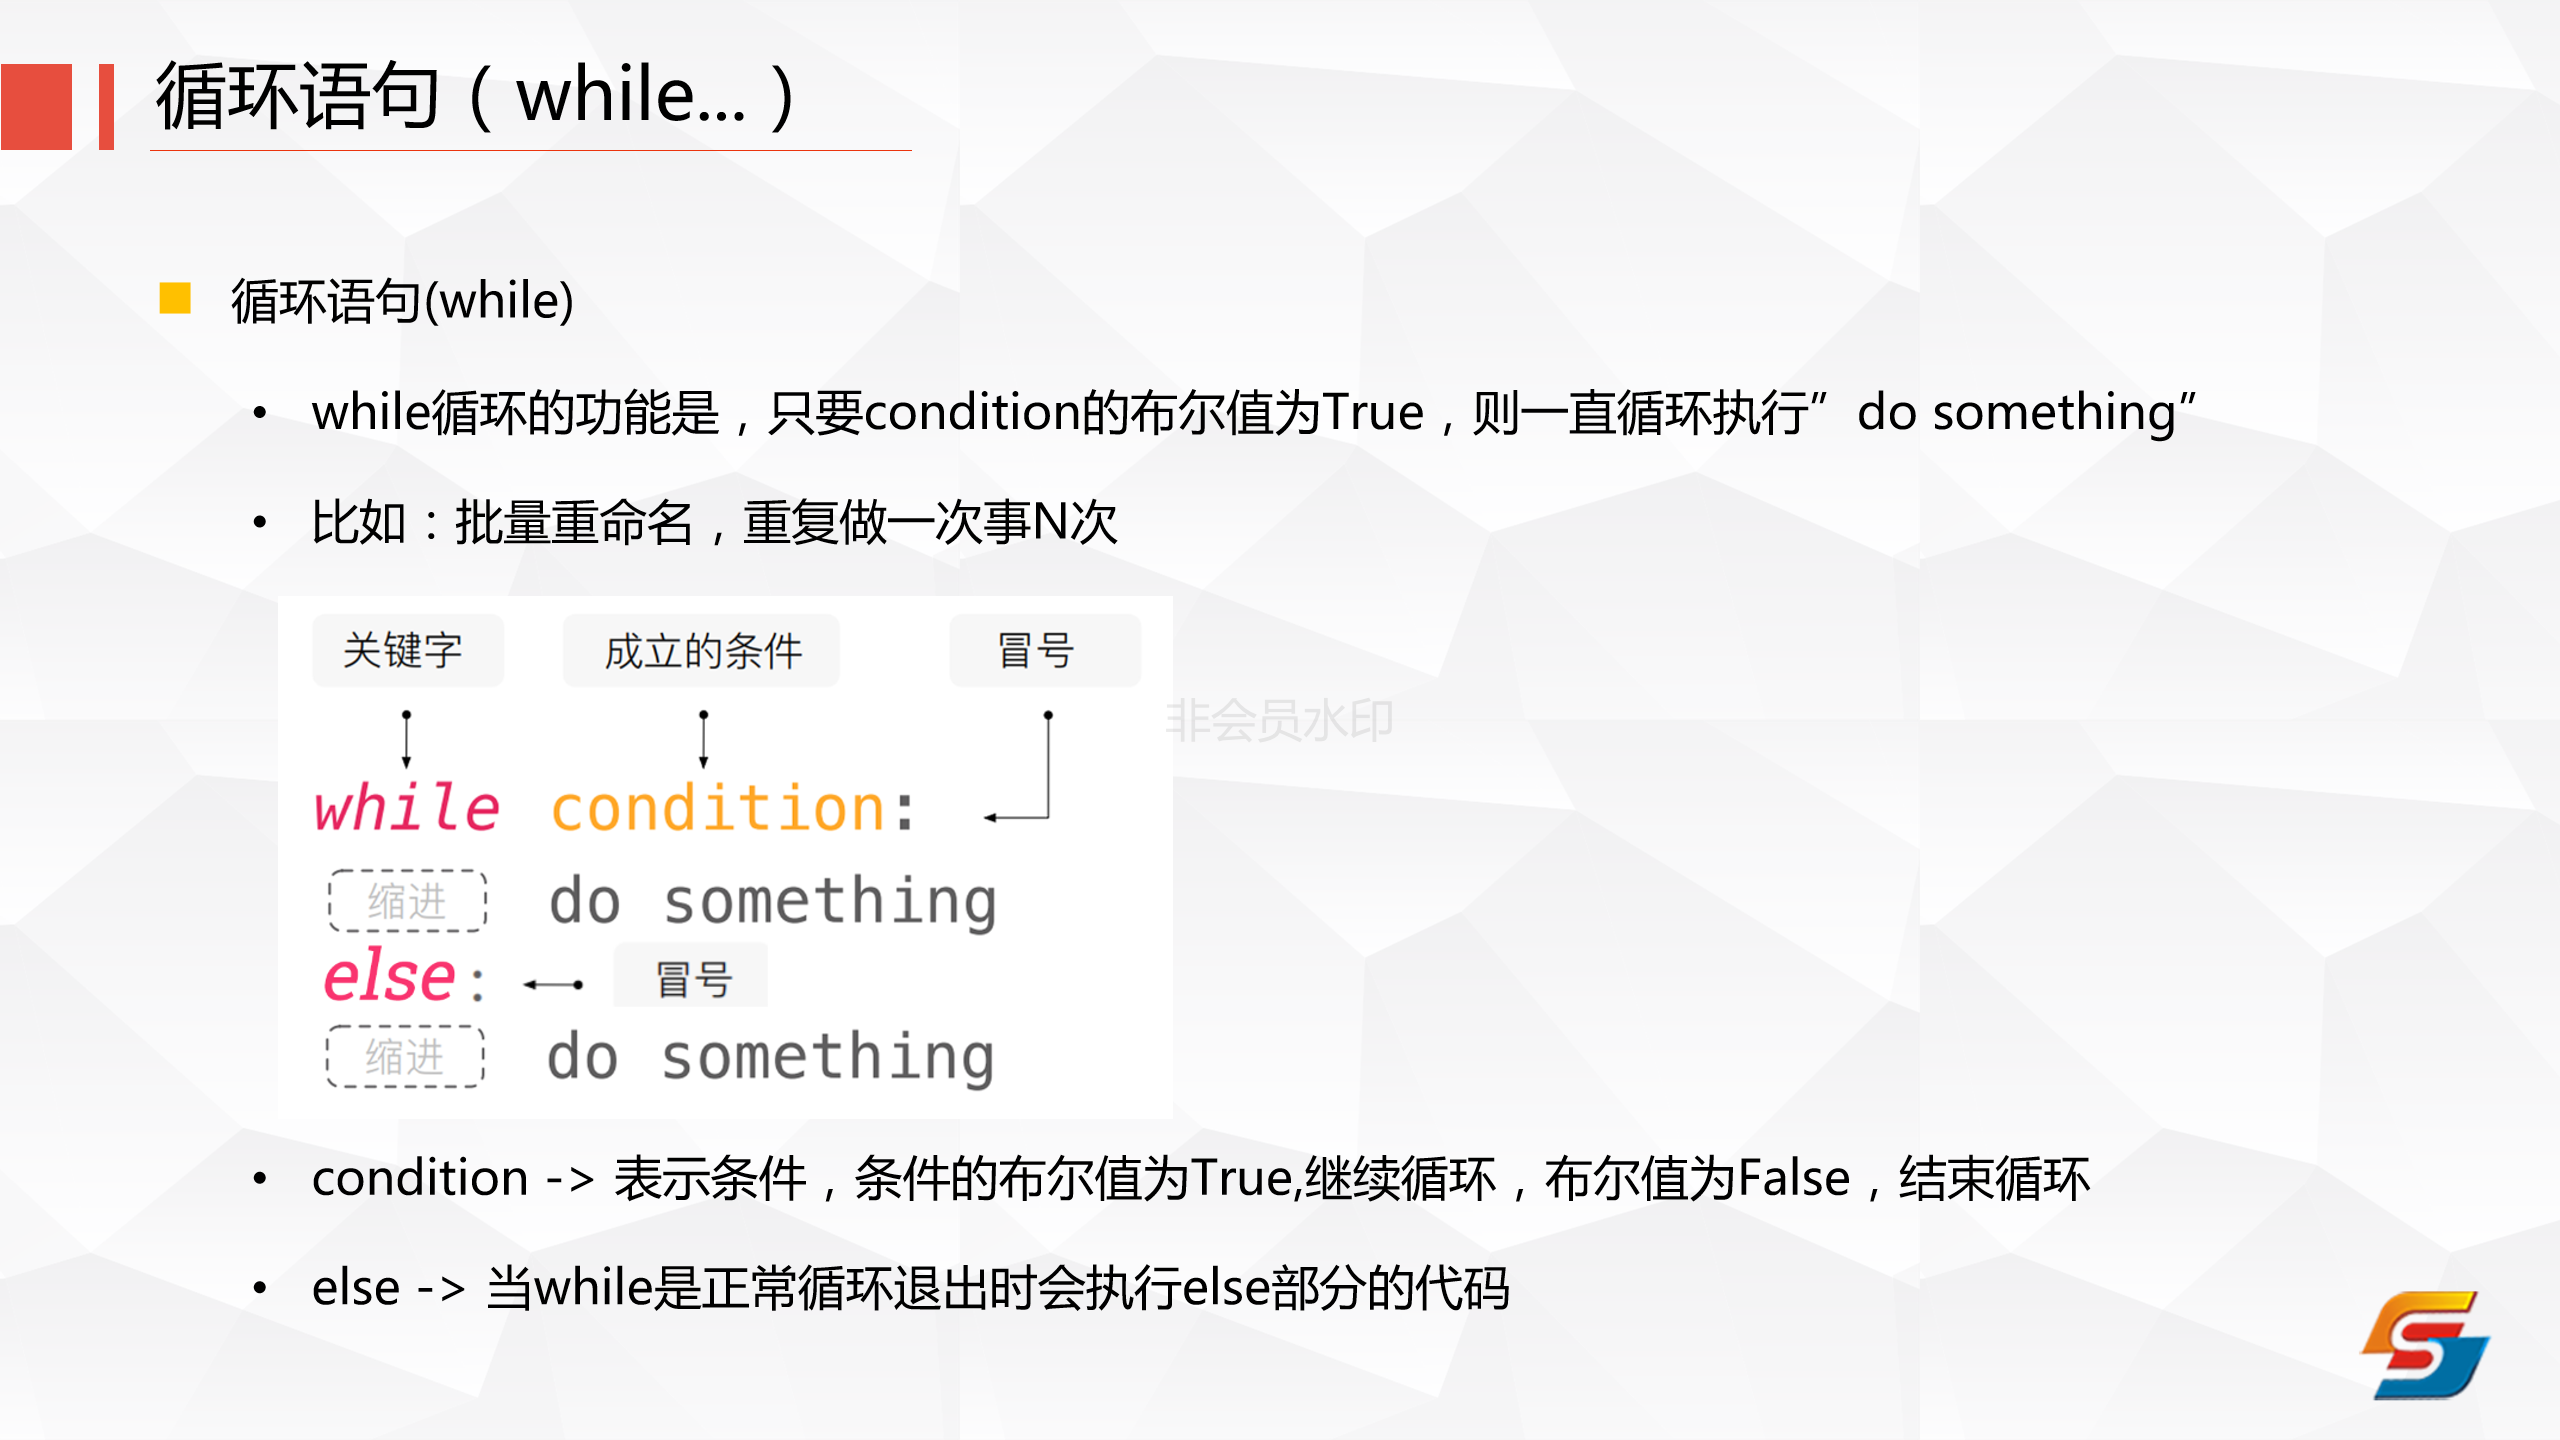 循环语句（while...）
循环语句(while)
• while循环的功能是，只要condition的布尔值为True，则一直循环执行”do something”
• 比如：批量重命名，重复做一次事N次
关键字 成立的条件 冒号
非会员水印
while condition:
缩进 do something
else: 冒号
缩进 do something
• condition -> 表示条件，条件的布尔值为True,继续循环，布尔值为False，结束循环
• else -> 当while是正常循环退出时会执行else部分的代码